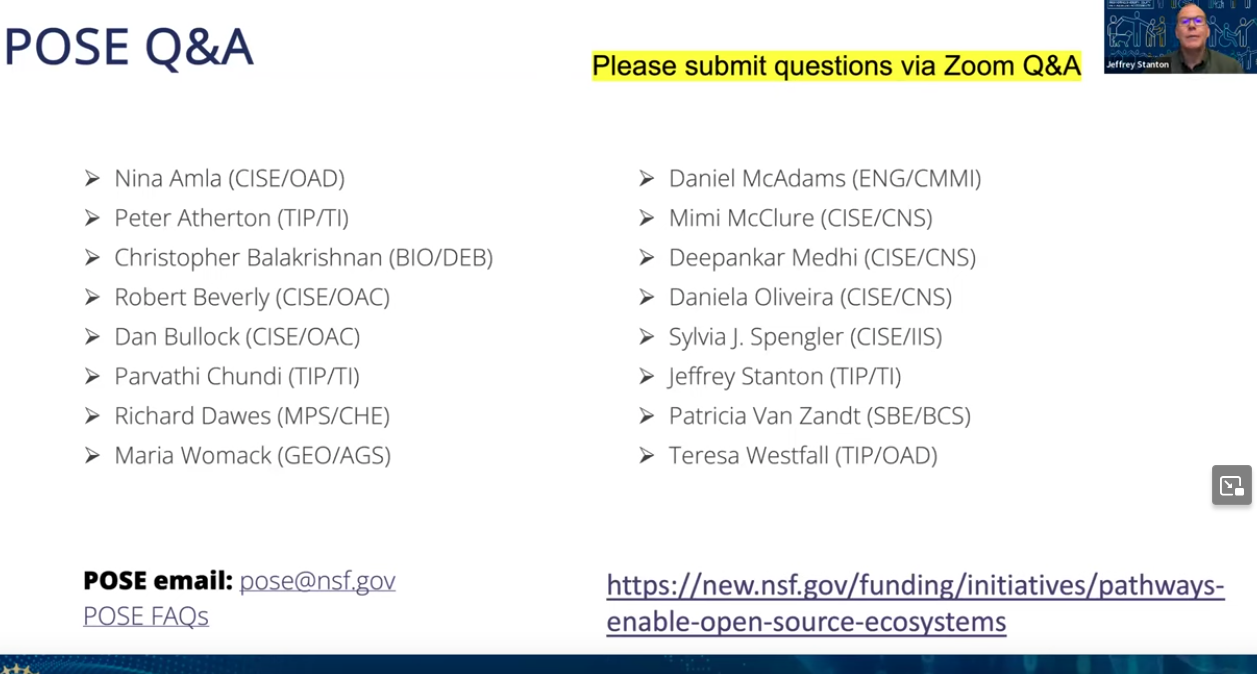 POSE Q&A
Please submit questions via Zoom Q&A
Jeffrey Stanton
Nina Amla (CISE/OAD)
Peter Atherton (TIP/TI)
Christopher Balakrishnan (BIO/DEB)
Robert Beverly (CISE/OAC)
Dan Bullock (CISE/OAC)
Parvathi Chundi (TIP/TI)
Richard Dawes (MPS/CHE)
Maria Womack (GEO/AGS)
Daniel McAdams (ENG/CMMI)
Mimi McClure (CISE/CNS)
Deepankar Medhi (CISE/CNS)
Daniela Oliveira (CISE/CNS)
Sylvia J. Spengler (CISE/IIS)
Jeffrey Stanton (TIP/TI)
Patricia Van Zandt (SBE/BCS)
Teresa Westfall (TIP/OAD)
POSE email: pose@nsf.gov
POSE FAQs
https://new.nsf.gov/funding/initiatives/pathways-
enable-open-source-ecosystems